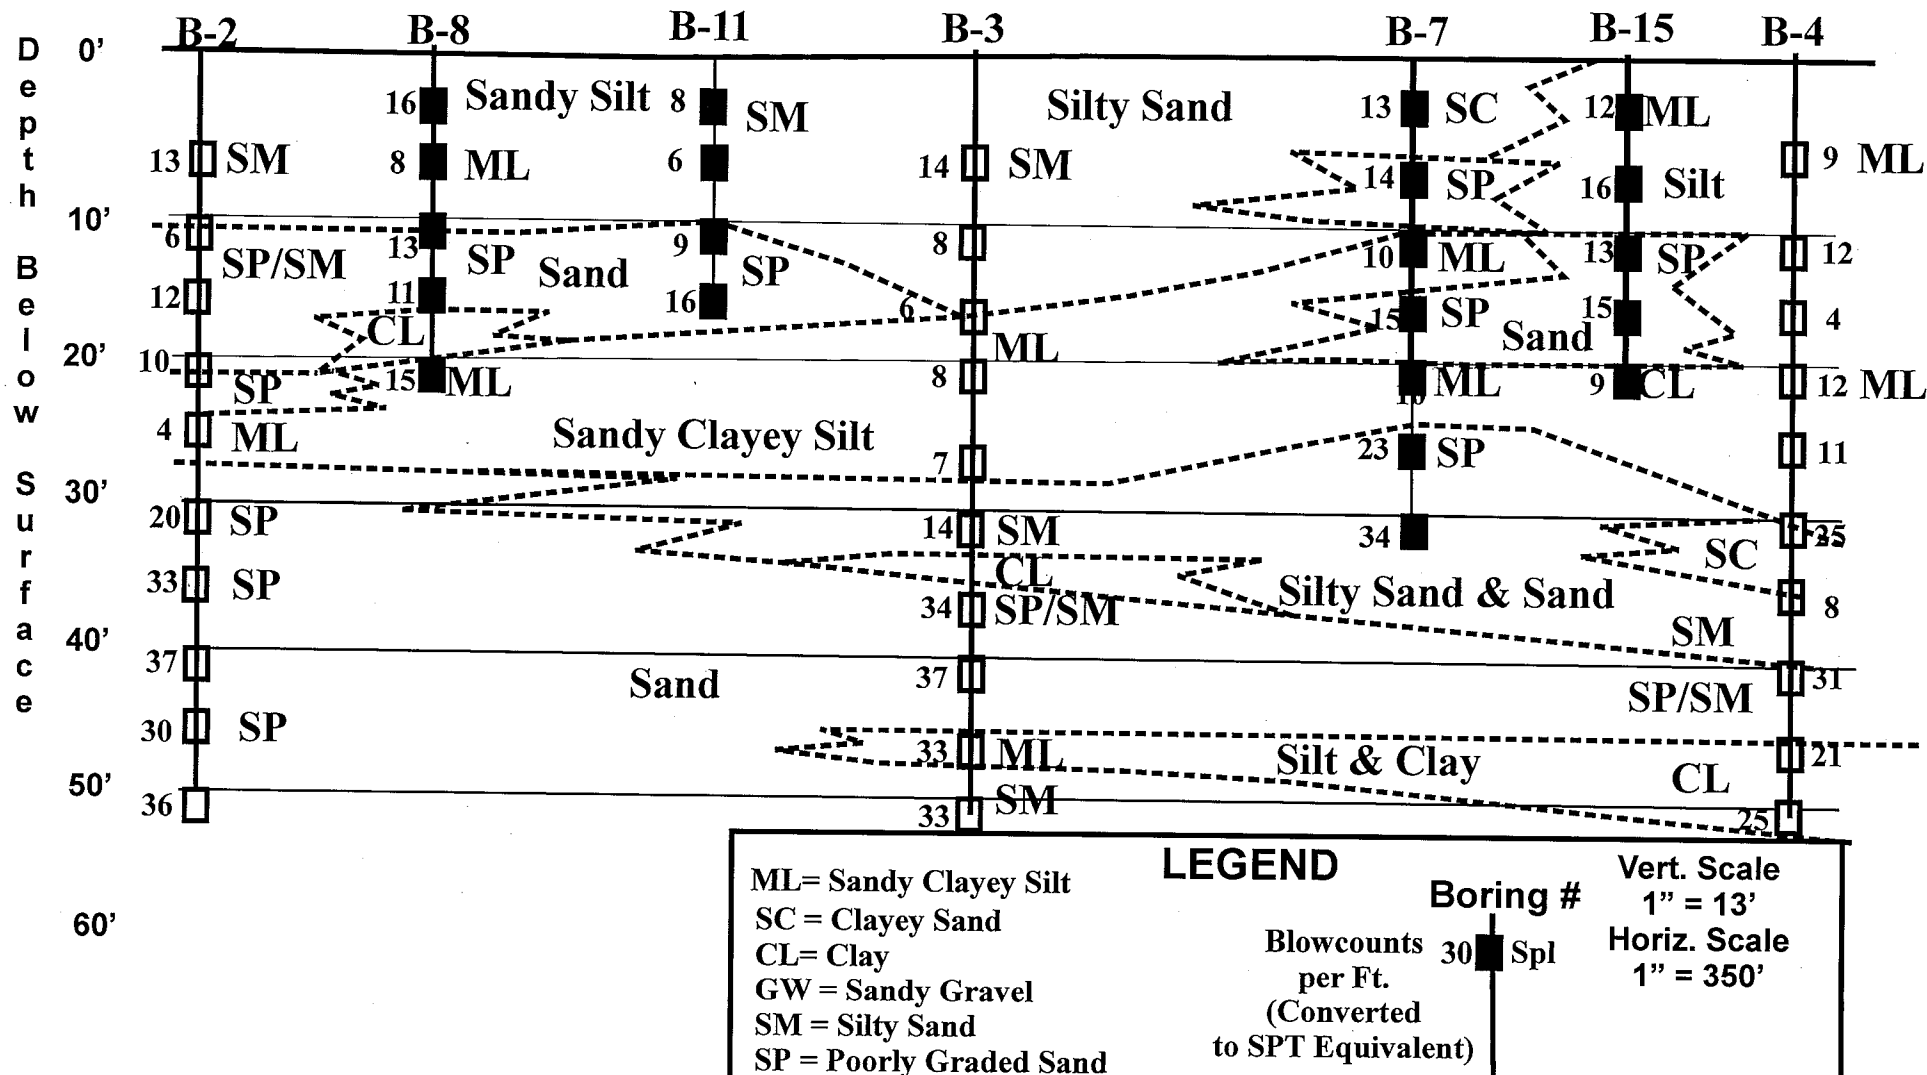 B-2 B-8 B-11 B-3 B-7 B-15 B-4
Depth Below Surface
0’
16 Sandy Silt 8 SM Silty Sand 13 SC 12 ML
13 SM 8 ML 6 14 SM 14 SP 16 Silt 9 ML
10’
6 SP/SM 13 SP Sand 9 SP 8 10 ML 13 SP 12
12 11 16 6 15 SP 15 Sand 4
CL ML
20’
10 SP 15 ML 8 10 ML 9 CL 12 ML
4 ML Sandy Clayey Silt 7 23 SP 11
30’
20 SP 14 SM 34 SC 25
33 SP CL Silty Sand & Sand 8
34 SP/SM SM
40’
37 Sand 37 SP/SM 31
30 SP 33 ML Silt & Clay CL 21
50’
36 33 SM 25
60’
LEGEND
ML= Sandy Clayey Silt
SC = Clayey Sand
CL= Clay
GW = Sandy Gravel
SM = Silty Sand
SP = Poorly Graded Sand
Boring #
Blowcounts 30 Spl
per Ft.
(Converted
to SPT Equivalent)
Vert. Scale
1” = 13’
Horiz. Scale
1” = 350’